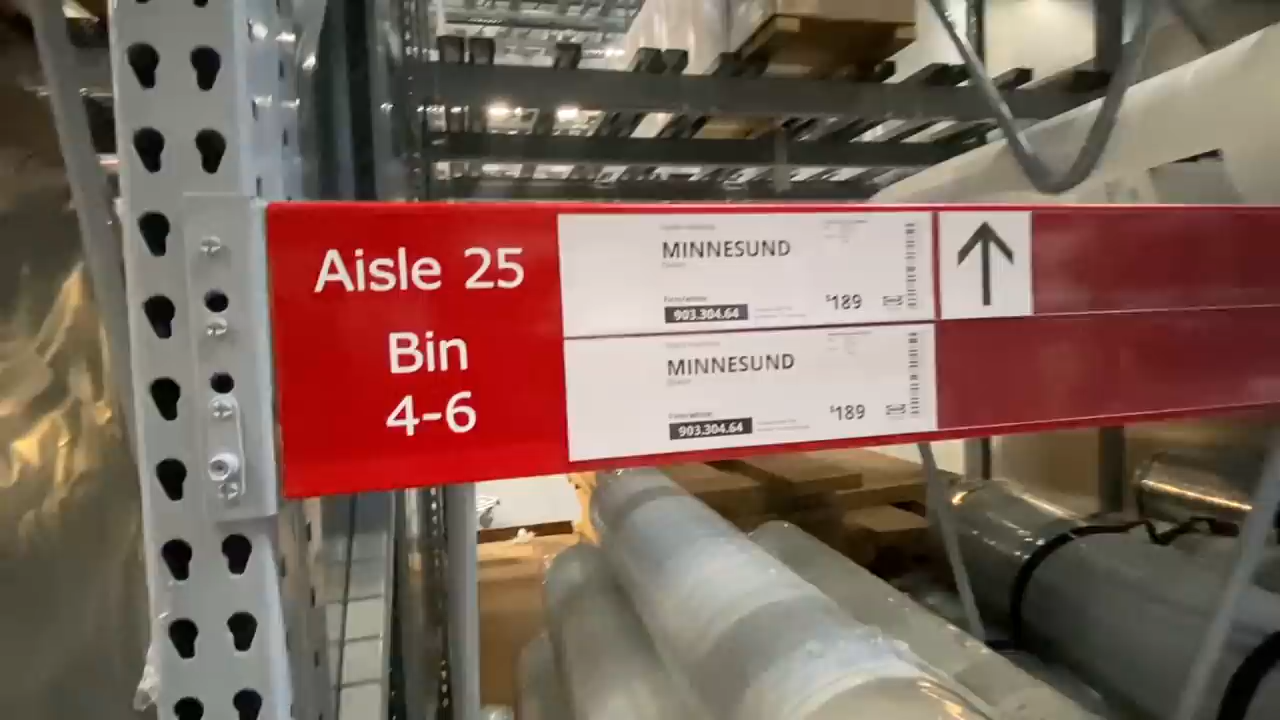 Aisle 25
Bin
4-6
MINNESUND
903.304.64
$189
MINNESUND
903.304.64
$189